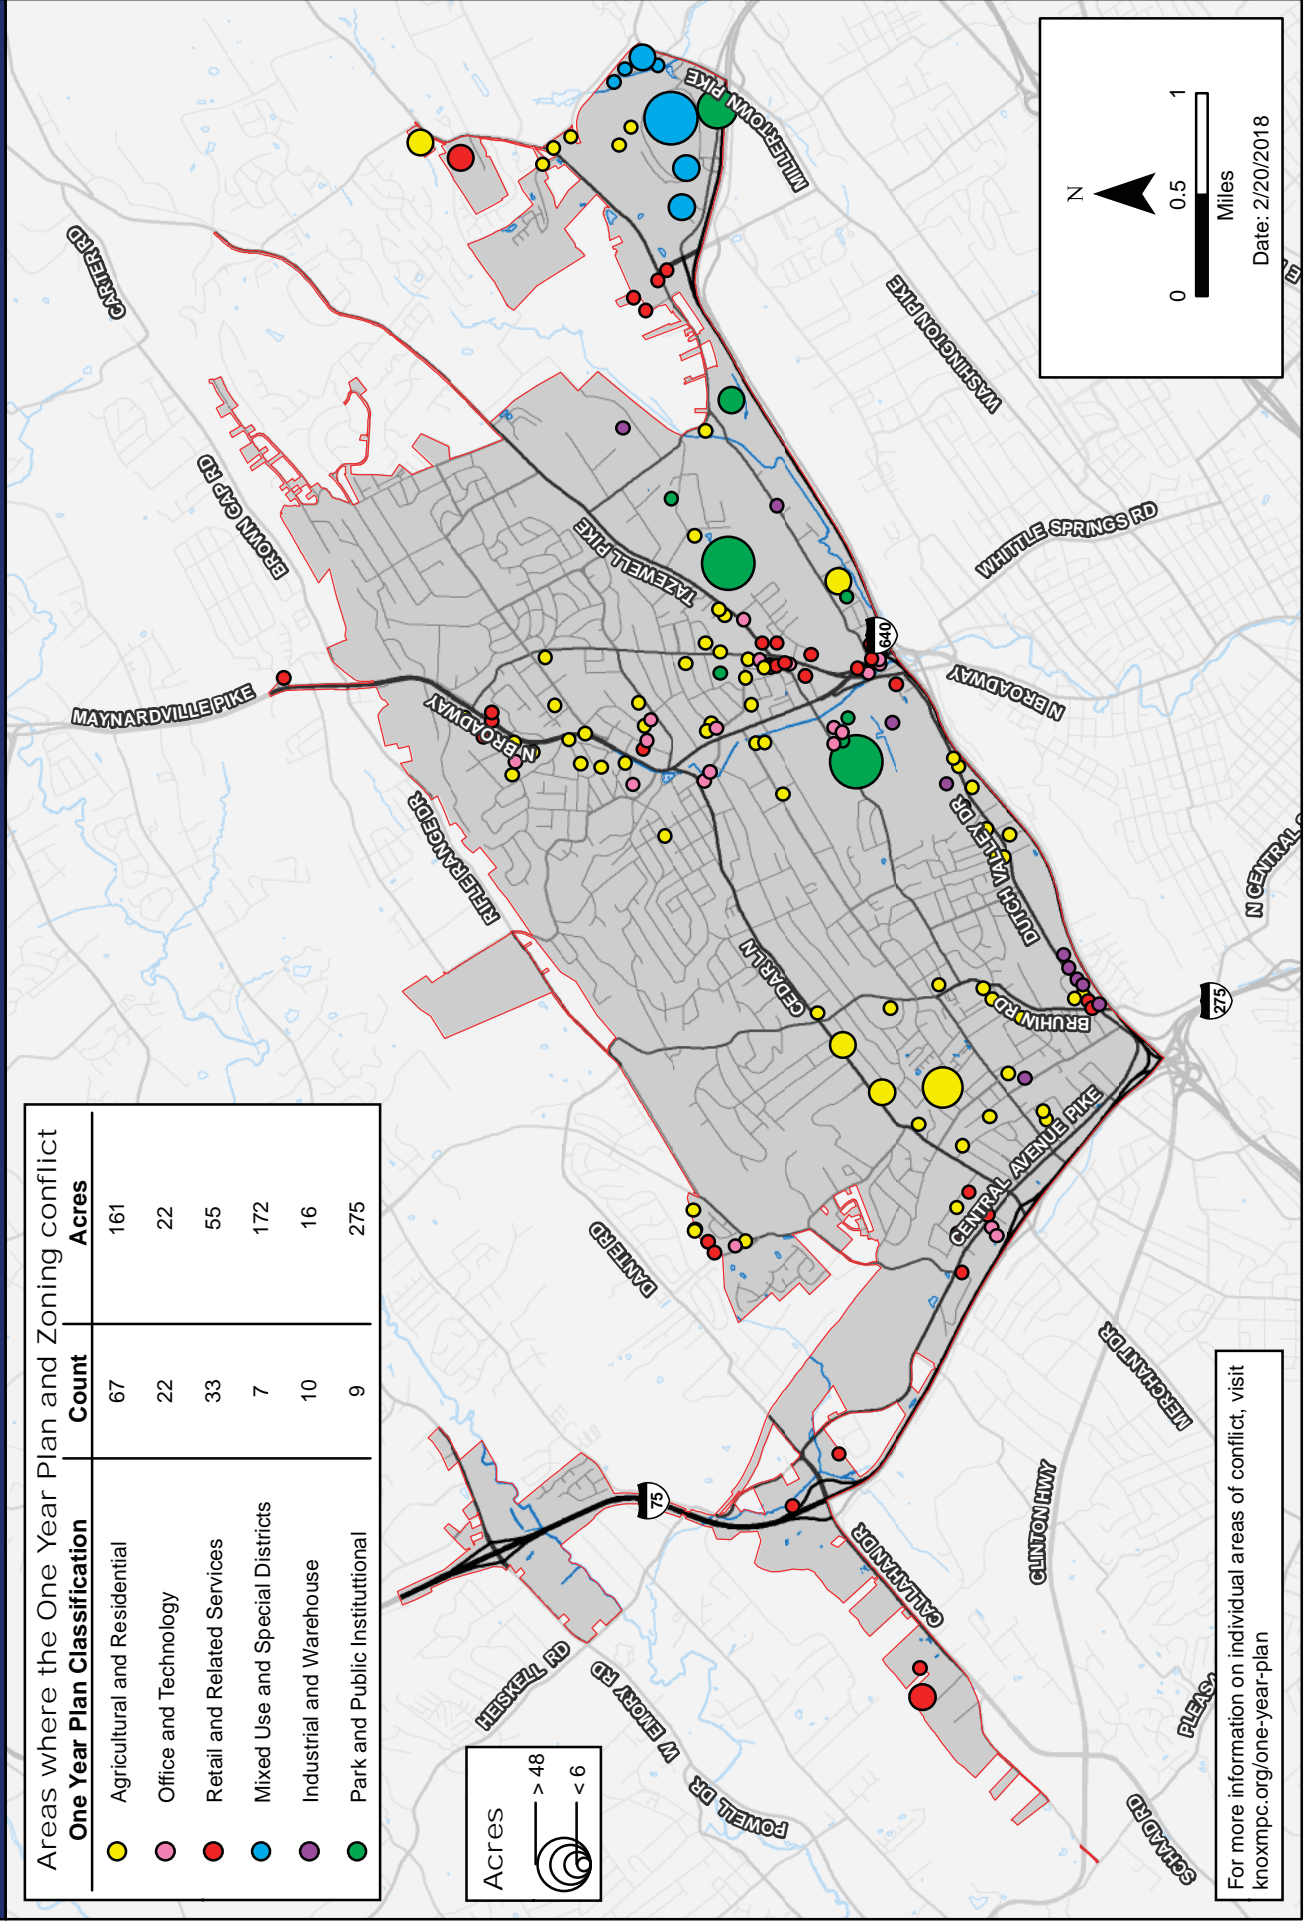 Areas where the One Year Plan and Zoning conflict
One Year Plan Classification Count Acres
Agricultural and Residential 67 161
Office and Technology 22 22
Retail and Related Services 33 55
Mixed Use and Special Districts 7 172
Industrial and Warehouse 10 16
Park and Public Institutional 9 275
Acres
> 48
< 6
HEISKELL RD
W EMORY RD
POWELL DR
SCHAAD RD
CALLAHAN DR
CLINTON HWY
MERCHANT DR
DANTE RD
75
CENTRAL AVENUE PIKE
BRUHIN RD
275
CEDAR LN
DUTCH VALLEY DR
N CENTRAL
RIFLE RANGE DR
MAYNARDVILLE PIKE
N BROADWAY
BROWN GAP RD
TAZEWELL PIKE
640
N BROADWAY
WHITTLE SPRINGS RD
CARTER RD
WASHINGTON PIKE
MILLERTOWN PIKE
N
0 0.5 1
Miles
Date: 2/20/2018
For more information on individual areas of conflict, visit
knoxmpc.org/one-year-plan